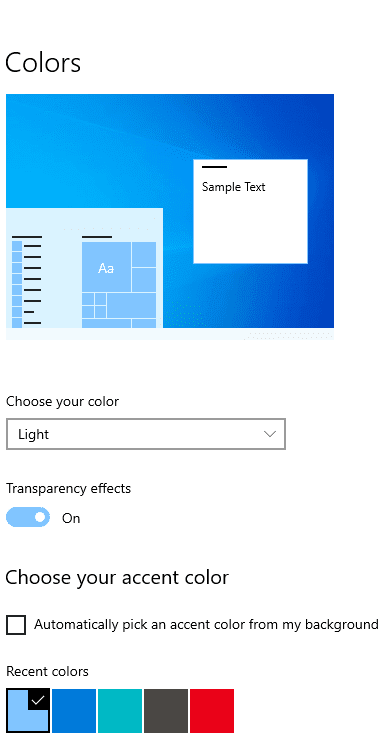 Colors
Sample Text
Aa
Choose your color
Light
Transparency effects
On
Choose your accent color
Automatically pick an accent color from my background
Recent colors